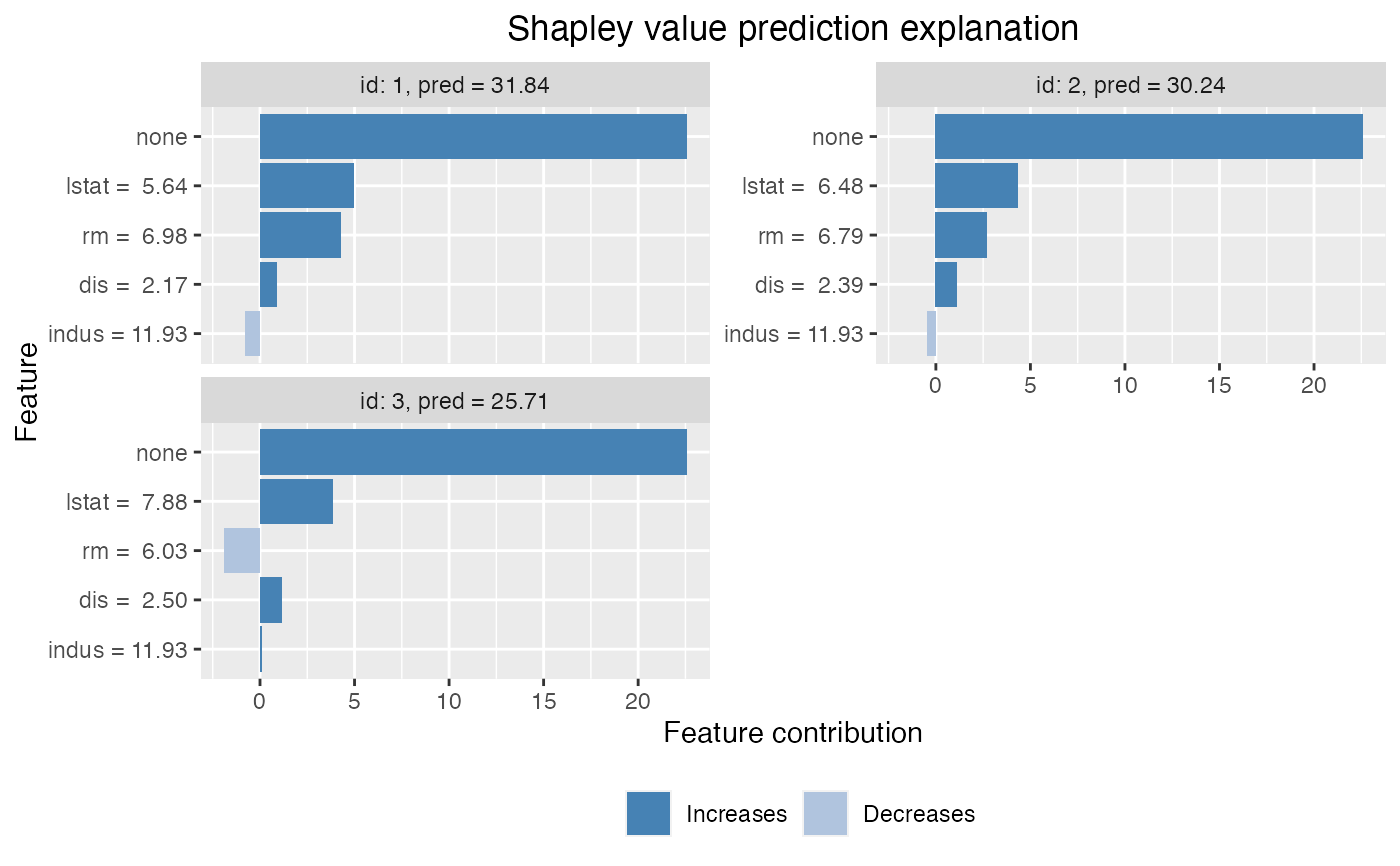 Shapley value prediction explanation
id: 1, pred = 31.84
none
lstat = 5.64
rm = 6.98
dis = 2.17
indus = 11.93
id: 2, pred = 30.24
none
lstat = 6.48
rm = 6.79
dis = 2.39
indus = 11.93
0 5 10 15 20
id: 3, pred = 25.71
none
lstat = 7.88
rm = 6.03
dis = 2.50
indus = 11.93
0 5 10 15 20
Feature
Feature contribution
Increases Decreases